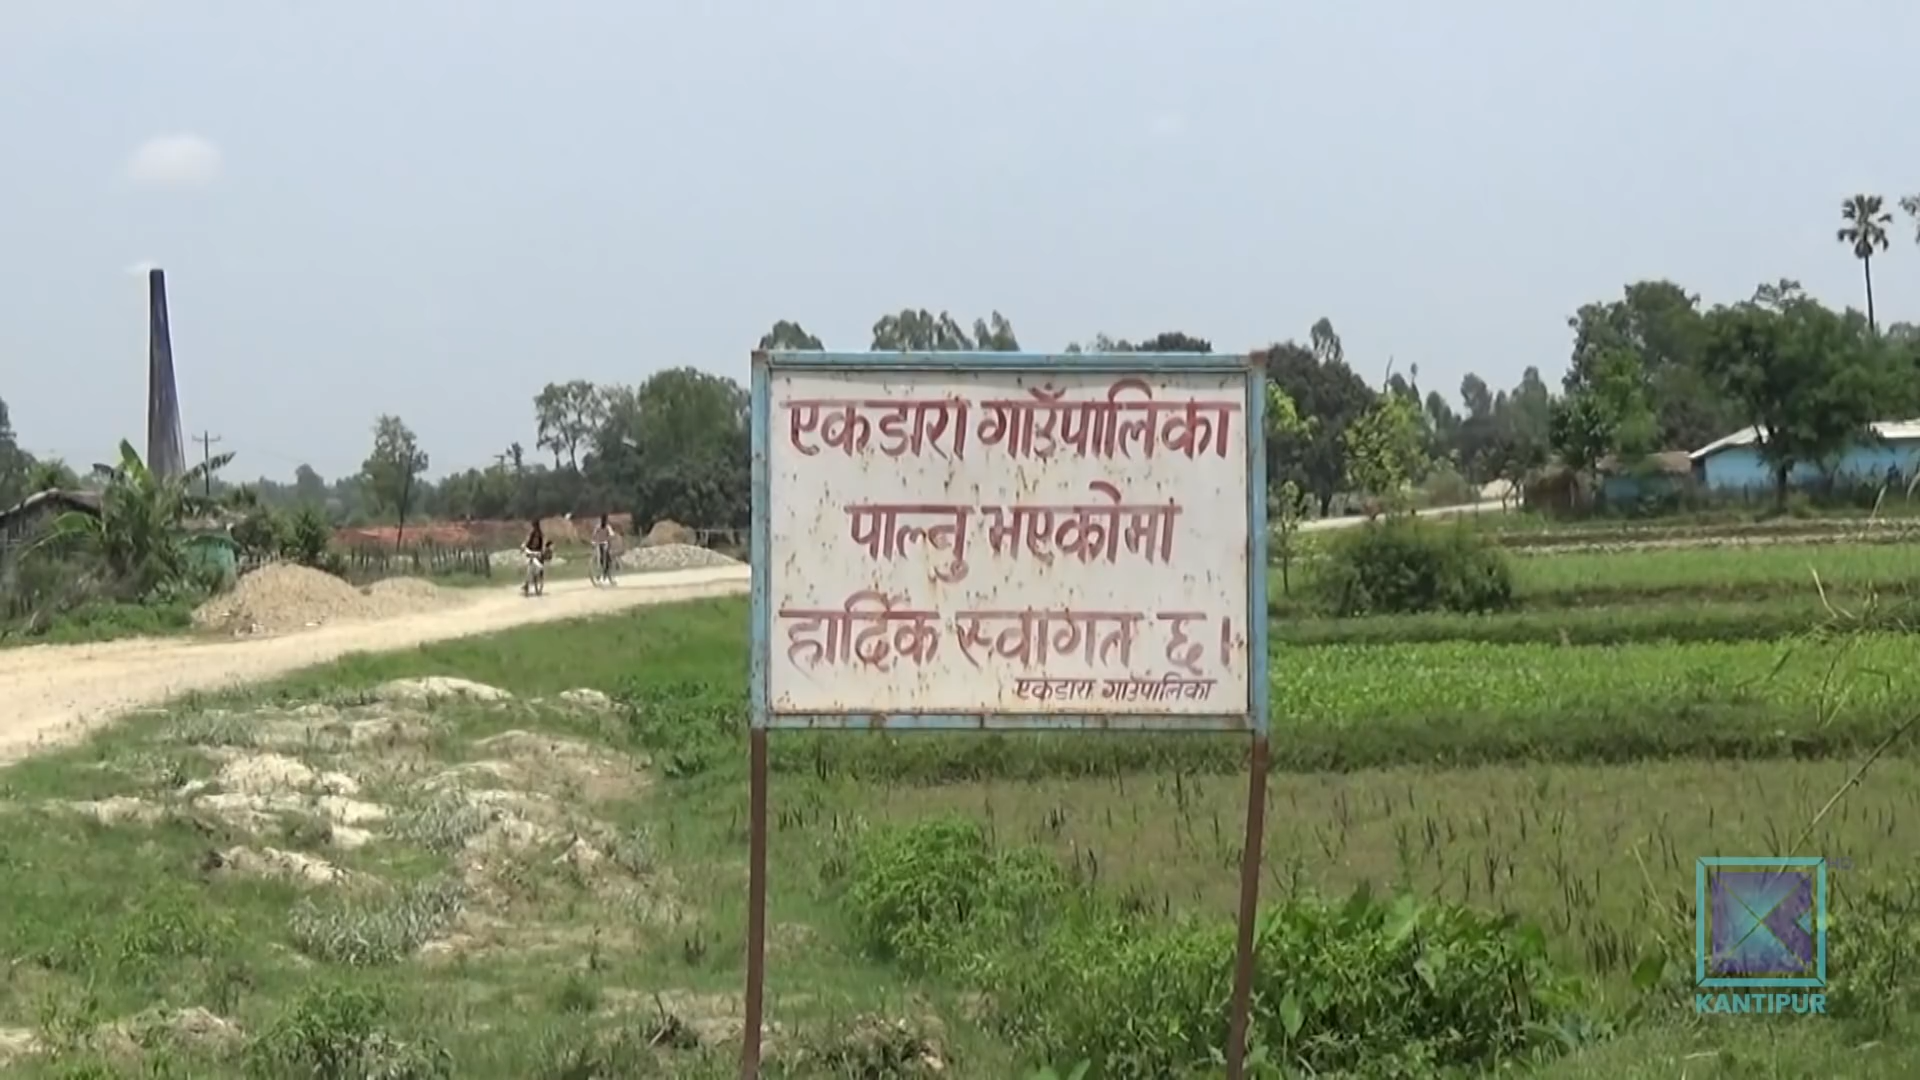 एकडारा गाउँपालिका
पाल्नु भएकोमा
हार्दिक स्वागत छ।
एकडारा गाउँपालिका
KANTIPUR